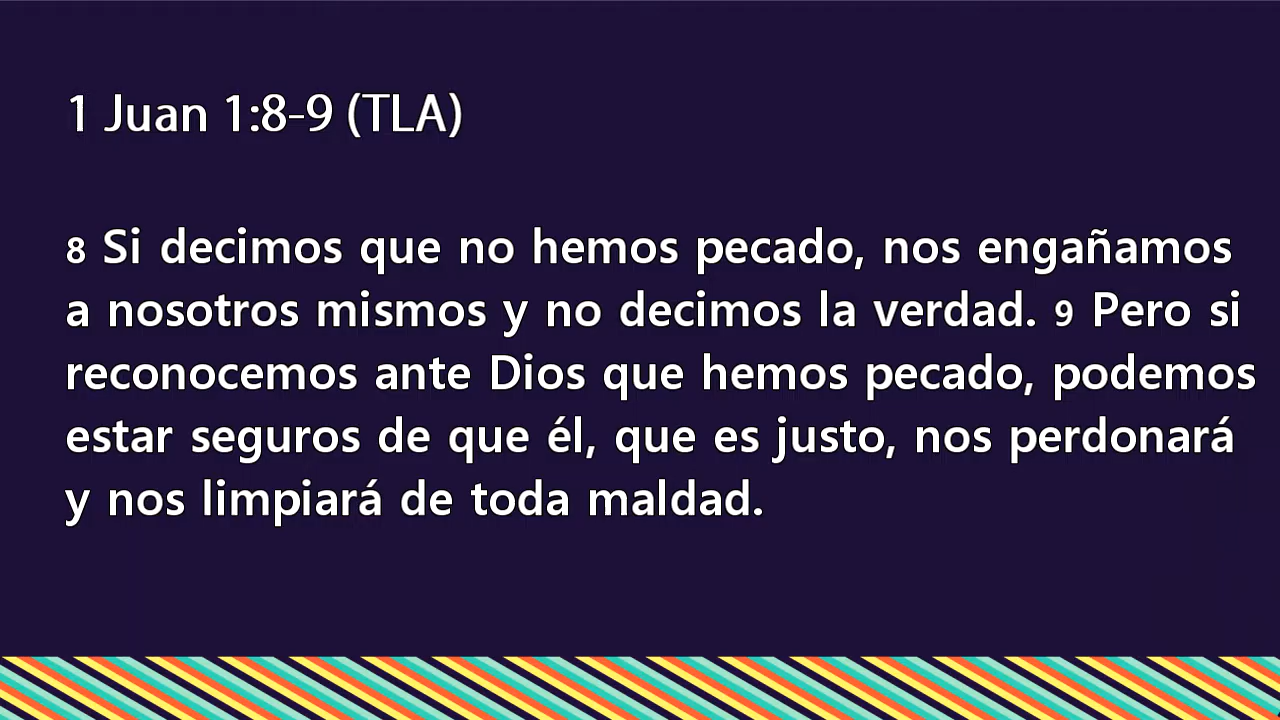 1 Juan 1:8-9 (TLA)
8 Si decimos que no hemos pecado, nos engañamos
a nosotros mismos y no decimos la verdad. 9 Pero si
reconocemos ante Dios que hemos pecado, podemos
estar seguros de que él, que es justo, nos perdonará
y nos limpiará de toda maldad.